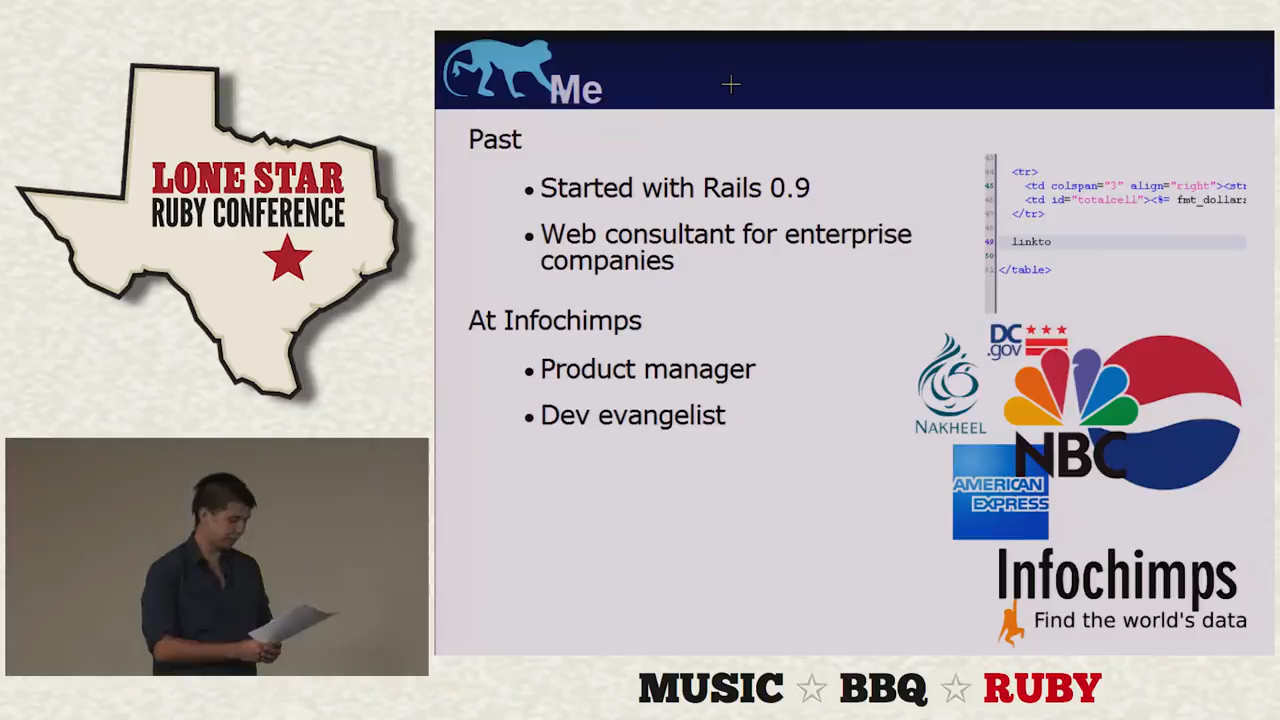 LONE STAR
RUBY CONFERENCE
Me
Past
• Started with Rails 0.9
• Web consultant for enterprise
companies
At Infochimps
• Product manager
• Dev evangelist
<tr>
<td colspan="3" align="right"><st
<td id="totalcell"><%= fmt_dollar
</tr>
linkto
</table>
DC
.gov
NAKHEEL
NBC
AMERICAN
EXPRESS
Infochimps
Find the world's data
MUSIC ☆ BBQ ☆ RUBY